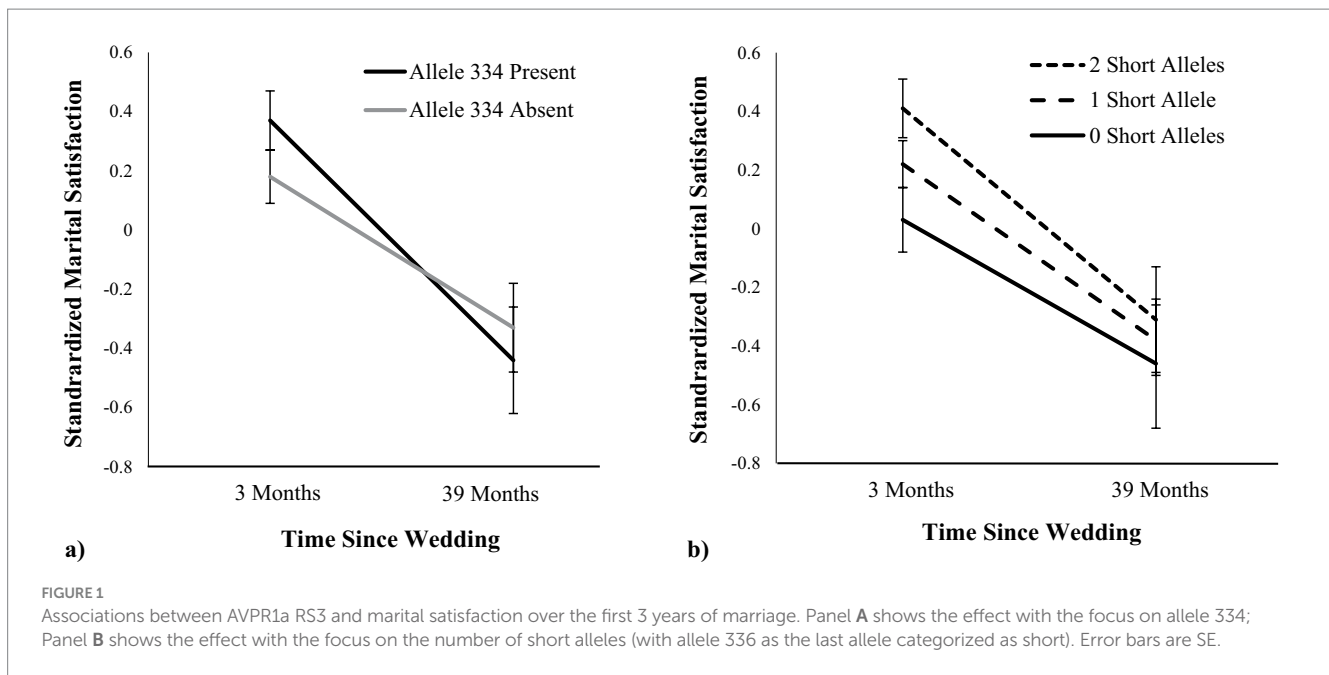 0.6
0.4
0.2
0
-0.2
-0.4
-0.6
-0.8
Standrardized Marital Satisfaction
Allele 334 Present
Allele 334 Absent
3 Months
39 Months
Time Since Wedding
a)
0.6
0.4
0.2
0
-0.2
-0.4
-0.6
-0.8
Standrardized Marital Satisfaction
2 Short Alleles
1 Short Allele
0 Short Alleles
3 Months
39 Months
Time Since Wedding
b)
FIGURE 1
Associations between AVPR1a RS3 and marital satisfaction over the first 3 years of marriage. Panel A shows the effect with the focus on allele 334;
Panel B shows the effect with the focus on the number of short alleles (with allele 336 as the last allele categorized as short). Error bars are SE.